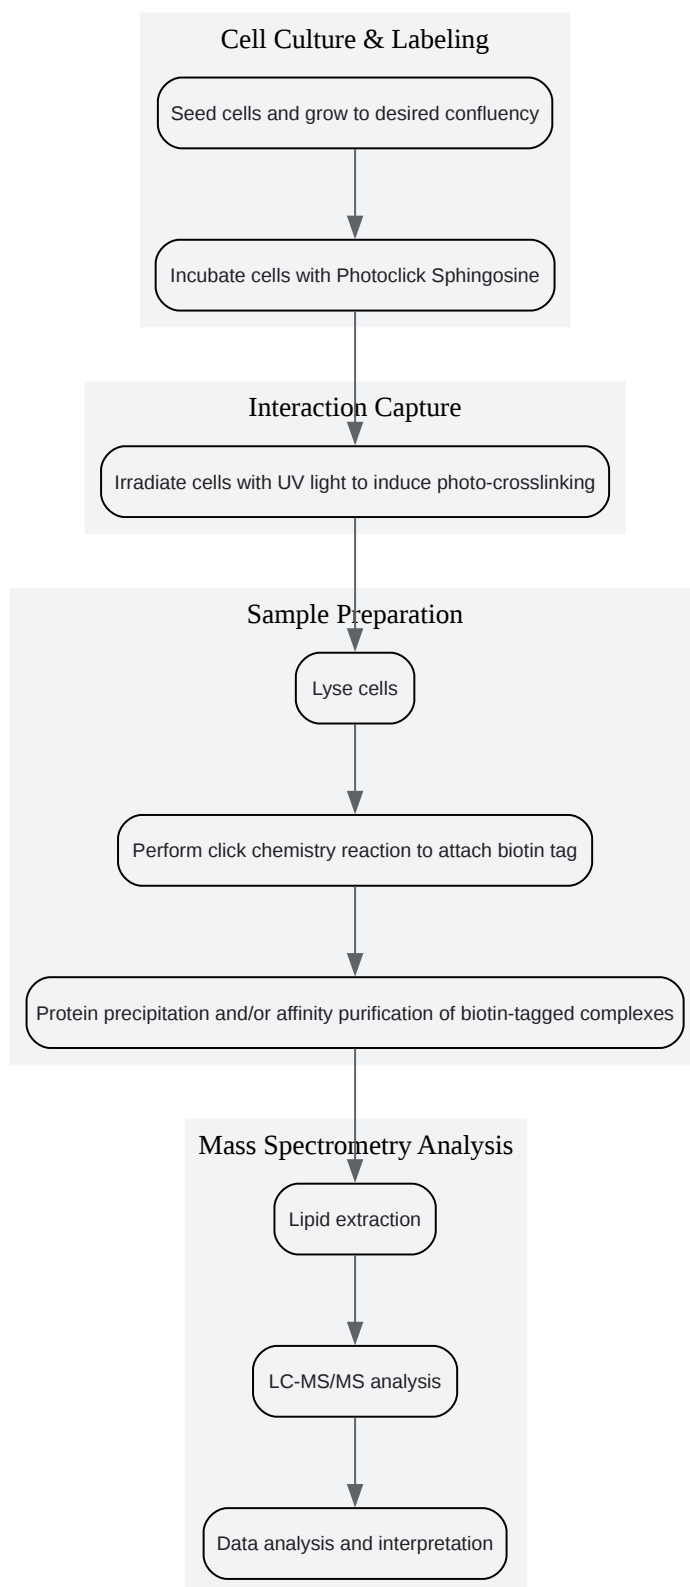 Cell Culture & Labeling
Seed cells and grow to desired confluency
Incubate cells with Photoclick Sphingosine
Interaction Capture
Irradiate cells with UV light to induce photo-crosslinking
Sample Preparation
Lyse cells
Perform click chemistry reaction to attach biotin tag
Protein precipitation and/or affinity purification of biotin-tagged complexes
Mass Spectrometry Analysis
Lipid extraction
LC-MS/MS analysis
Data analysis and interpretation